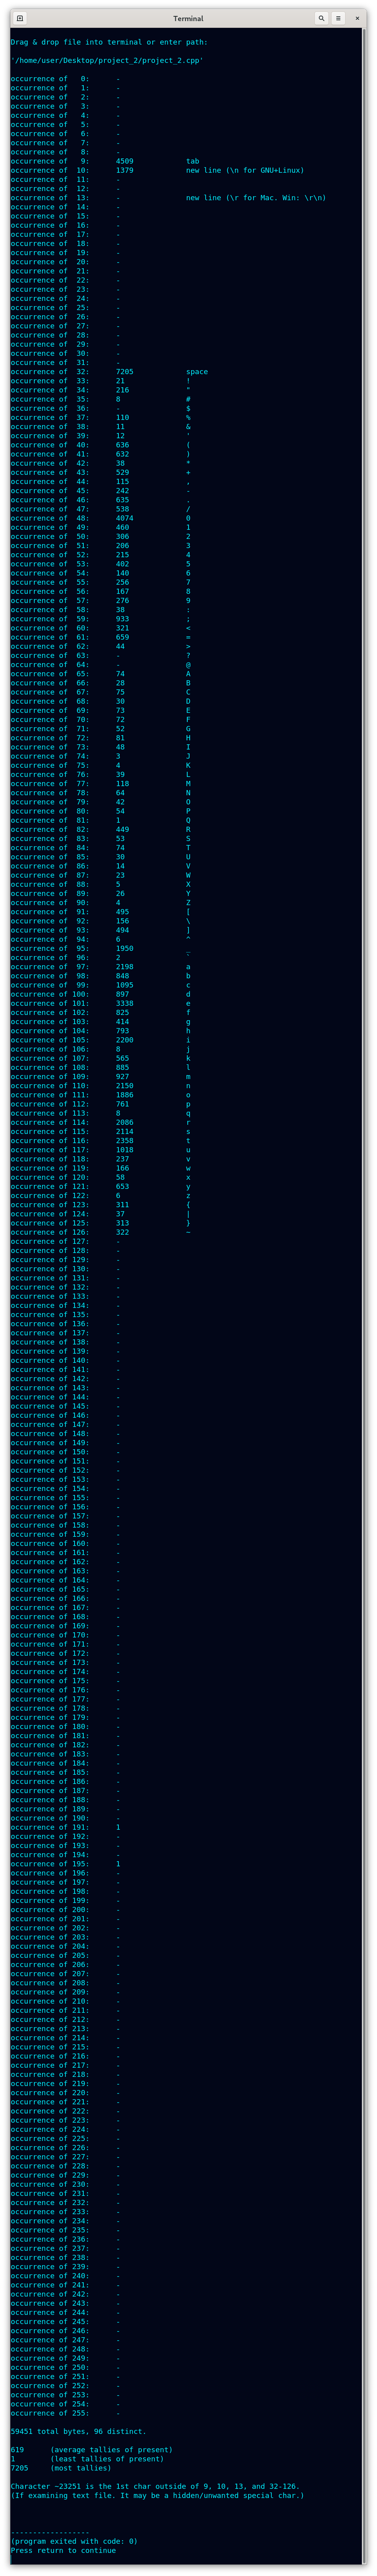 Terminal
Drag & drop file into terminal or enter path:
'/home/user/Desktop/project_2/project_2.cpp'
occurrence of   0:      -
occurrence of   1:      -
occurrence of   2:      -
occurrence of   3:      -
occurrence of   4:      -
occurrence of   5:      -
occurrence of   6:      -
occurrence of   7:      -
occurrence of   8:      -
occurrence of   9:      4509            tab
occurrence of  10:      1379            new line (\n for GNU+Linux)
occurrence of  11:      -
occurrence of  12:      -
occurrence of  13:      -               new line (\r for Mac. Win: \r\n)
occurrence of  14:      -
occurrence of  15:      -
occurrence of  16:      -
occurrence of  17:      -
occurrence of  18:      -
occurrence of  19:      -
occurrence of  20:      -
occurrence of  21:      -
occurrence of  22:      -
occurrence of  23:      -
occurrence of  24:      -
occurrence of  25:      -
occurrence of  26:      -
occurrence of  27:      -
occurrence of  28:      -
occurrence of  29:      -
occurrence of  30:      -
occurrence of  31:      -
occurrence of  32:      7205            space
occurrence of  33:      21              !
occurrence of  34:      216             "
occurrence of  35:      8               #
occurrence of  36:      -               $
occurrence of  37:      110             %
occurrence of  38:      11              &
occurrence of  39:      12              '
occurrence of  40:      636             (
occurrence of  41:      632             )
occurrence of  42:      38              *
occurrence of  43:      529             +
occurrence of  44:      115             ,
occurrence of  45:      242             -
occurrence of  46:      635             .
occurrence of  47:      538             /
occurrence of  48:      4074            0
occurrence of  49:      460             1
occurrence of  50:      306             2
occurrence of  51:      206             3
occurrence of  52:      215             4
occurrence of  53:      402             5
occurrence of  54:      140             6
occurrence of  55:      256             7
occurrence of  56:      167             8
occurrence of  57:      276             9
occurrence of  58:      38              :
occurrence of  59:      933             ;
occurrence of  60:      321             <
occurrence of  61:      659             =
occurrence of  62:      44              >
occurrence of  63:      -               ?
occurrence of  64:      -               @
occurrence of  65:      74              A
occurrence of  66:      28              B
occurrence of  67:      75              C
occurrence of  68:      30              D
occurrence of  69:      73              E
occurrence of  70:      72              F
occurrence of  71:      52              G
occurrence of  72:      81              H
occurrence of  73:      48              I
occurrence of  74:      3               J
occurrence of  75:      4               K
occurrence of  76:      39              L
occurrence of  77:      118             M
occurrence of  78:      64              N
occurrence of  79:      42              O
occurrence of  80:      54              P
occurrence of  81:      1               Q
occurrence of  82:      449             R
occurrence of  83:      53              S
occurrence of  84:      74              T
occurrence of  85:      30              U
occurrence of  86:      14              V
occurrence of  87:      23              W
occurrence of  88:      5               X
occurrence of  89:      26              Y
occurrence of  90:      4               Z
occurrence of  91:      495             [
occurrence of  92:      156             \
occurrence of  93:      494             ]
occurrence of  94:      6               ^
occurrence of  95:      1950            _
occurrence of  96:      2               `
occurrence of  97:      2198            a
occurrence of  98:      848             b
occurrence of  99:      1095            c
occurrence of 100:      897             d
occurrence of 101:      3338            e
occurrence of 102:      825             f
occurrence of 103:      414             g
occurrence of 104:      793             h
occurrence of 105:      2200            i
occurrence of 106:      8               j
occurrence of 107:      565             k
occurrence of 108:      885             l
occurrence of 109:      927             m
occurrence of 110:      2150            n
occurrence of 111:      1886            o
occurrence of 112:      761             p
occurrence of 113:      8               q
occurrence of 114:      2086            r
occurrence of 115:      2114            s
occurrence of 116:      2358            t
occurrence of 117:      1018            u
occurrence of 118:      237             v
occurrence of 119:      166             w
occurrence of 120:      58              x
occurrence of 121:      653             y
occurrence of 122:      6               z
occurrence of 123:      311             {
occurrence of 124:      37              |
occurrence of 125:      313             }
occurrence of 126:      322             ~
occurrence of 127:      -
occurrence of 128:      -
occurrence of 129:      -
occurrence of 130:      -
occurrence of 131:      -
occurrence of 132:      -
occurrence of 133:      -
occurrence of 134:      -
occurrence of 135:      -
occurrence of 136:      -
occurrence of 137:      -
occurrence of 138:      -
occurrence of 139:      -
occurrence of 140:      -
occurrence of 141:      -
occurrence of 142:      -
occurrence of 143:      -
occurrence of 144:      -
occurrence of 145:      -
occurrence of 146:      -
occurrence of 147:      -
occurrence of 148:      -
occurrence of 149:      -
occurrence of 150:      -
occurrence of 151:      -
occurrence of 152:      -
occurrence of 153:      -
occurrence of 154:      -
occurrence of 155:      -
occurrence of 156:      -
occurrence of 157:      -
occurrence of 158:      -
occurrence of 159:      -
occurrence of 160:      -
occurrence of 161:      -
occurrence of 162:      -
occurrence of 163:      -
occurrence of 164:      -
occurrence of 165:      -
occurrence of 166:      -
occurrence of 167:      -
occurrence of 168:      -
occurrence of 169:      -
occurrence of 170:      -
occurrence of 171:      -
occurrence of 172:      -
occurrence of 173:      -
occurrence of 174:      -
occurrence of 175:      -
occurrence of 176:      -
occurrence of 177:      -
occurrence of 178:      -
occurrence of 179:      -
occurrence of 180:      -
occurrence of 181:      -
occurrence of 182:      -
occurrence of 183:      -
occurrence of 184:      -
occurrence of 185:      -
occurrence of 186:      -
occurrence of 187:      -
occurrence of 188:      -
occurrence of 189:      -
occurrence of 190:      -
occurrence of 191:      1
occurrence of 192:      -
occurrence of 193:      -
occurrence of 194:      -
occurrence of 195:      1
occurrence of 196:      -
occurrence of 197:      -
occurrence of 198:      -
occurrence of 199:      -
occurrence of 200:      -
occurrence of 201:      -
occurrence of 202:      -
occurrence of 203:      -
occurrence of 204:      -
occurrence of 205:      -
occurrence of 206:      -
occurrence of 207:      -
occurrence of 208:      -
occurrence of 209:      -
occurrence of 210:      -
occurrence of 211:      -
occurrence of 212:      -
occurrence of 213:      -
occurrence of 214:      -
occurrence of 215:      -
occurrence of 216:      -
occurrence of 217:      -
occurrence of 218:      -
occurrence of 219:      -
occurrence of 220:      -
occurrence of 221:      -
occurrence of 222:      -
occurrence of 223:      -
occurrence of 224:      -
occurrence of 225:      -
occurrence of 226:      -
occurrence of 227:      -
occurrence of 228:      -
occurrence of 229:      -
occurrence of 230:      -
occurrence of 231:      -
occurrence of 232:      -
occurrence of 233:      -
occurrence of 234:      -
occurrence of 235:      -
occurrence of 236:      -
occurrence of 237:      -
occurrence of 238:      -
occurrence of 239:      -
occurrence of 240:      -
occurrence of 241:      -
occurrence of 242:      -
occurrence of 243:      -
occurrence of 244:      -
occurrence of 245:      -
occurrence of 246:      -
occurrence of 247:      -
occurrence of 248:      -
occurrence of 249:      -
occurrence of 250:      -
occurrence of 251:      -
occurrence of 252:      -
occurrence of 253:      -
occurrence of 254:      -
occurrence of 255:      -
59451 total bytes, 96 distinct.
619      (average tallies of present)
1        (least tallies of present)
7205     (most tallies)
Character ~23251 is the 1st char outside of 9, 10, 13, and 32-126.
(If examining text file. It may be a hidden/unwanted special char.)
------------------
(program exited with code: 0)
Press return to continue